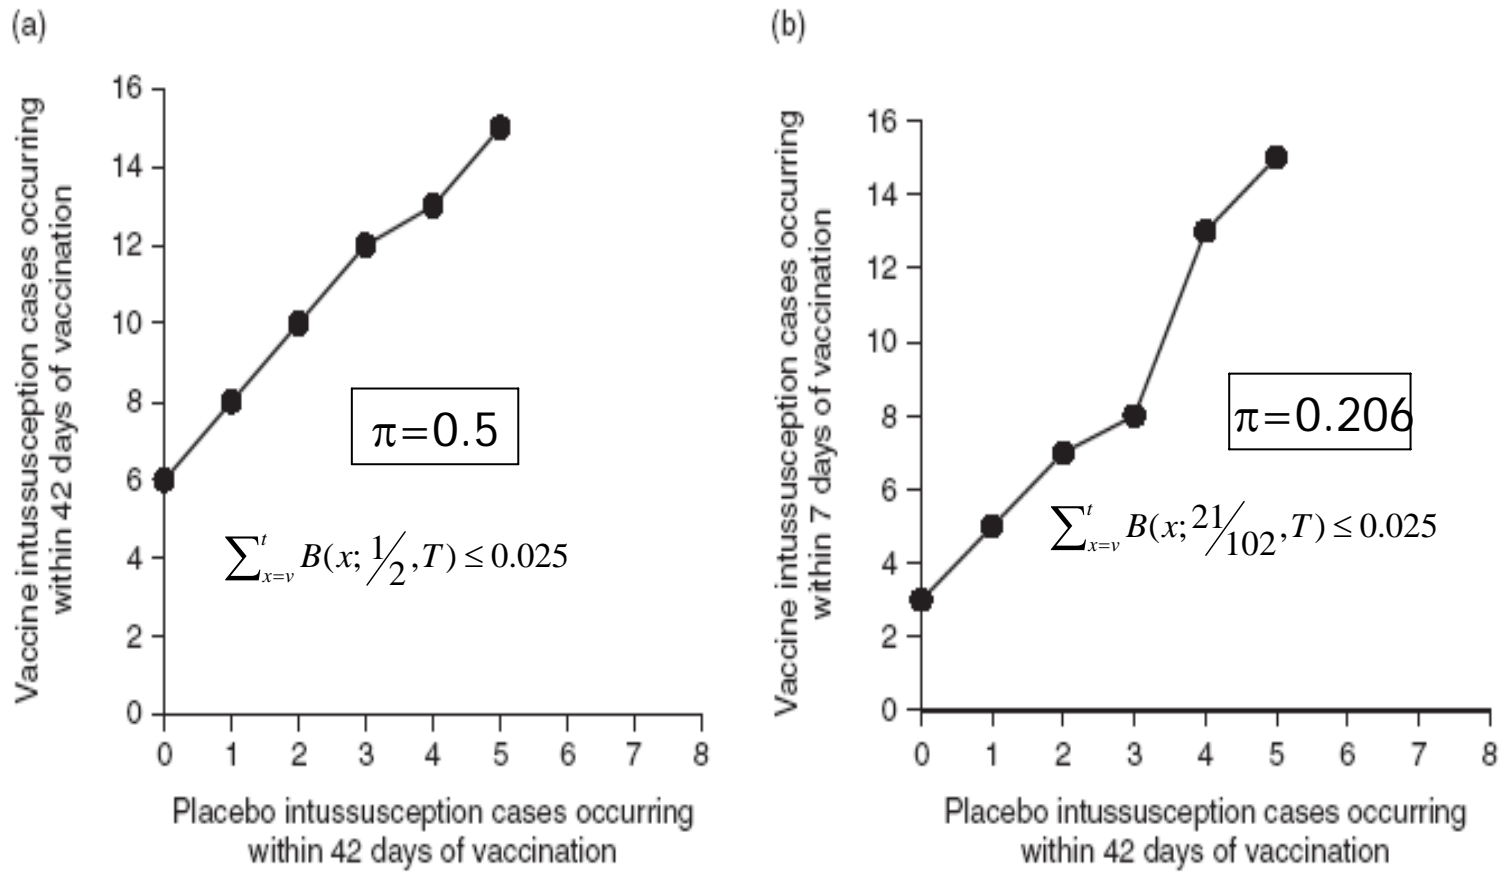 (a)
Vaccine intussusception cases occurring
within 42 days of vaccination
16
14
12
10
8
6
4
2
0
π=0.5
∑ᵗₓ₌ᵥ B(x; 1/2, T) ≤ 0.025
0 1 2 3 4 5 6 7 8
Placebo intussusception cases occurring
within 42 days of vaccination
(b)
Vaccine intussusception cases occurring
within 7 days of vaccination
16
14
12
10
8
6
4
2
0
π=0.206
∑ᵗₓ₌ᵥ B(x; 21/102, T) ≤ 0.025
0 1 2 3 4 5 6 7 8
Placebo intussusception cases occurring
within 42 days of vaccination